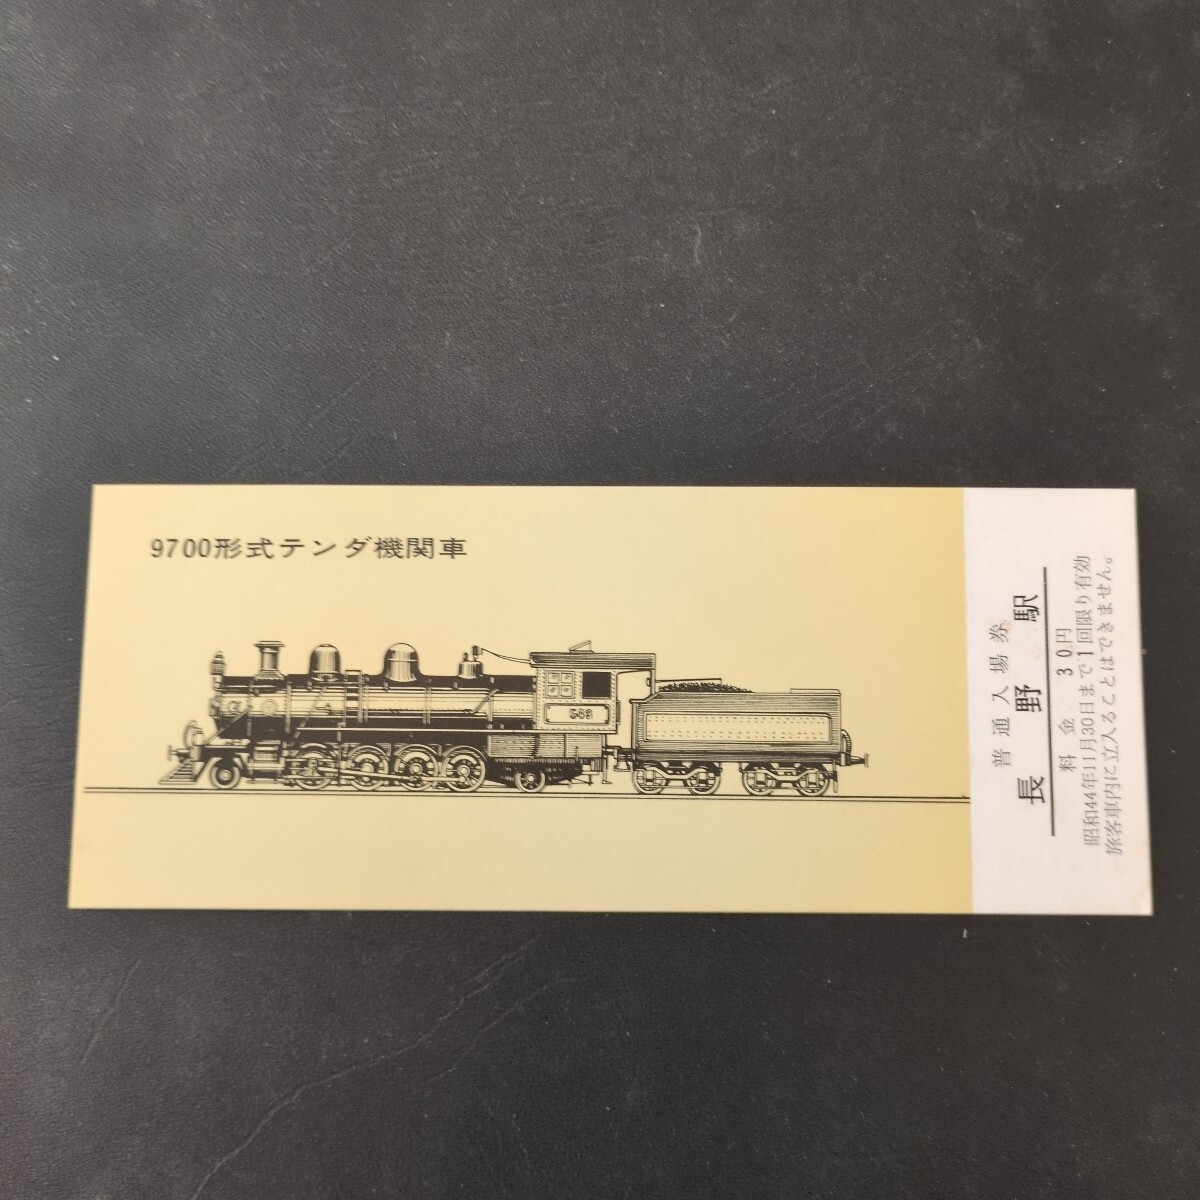 9700形式テンダ機関車
549
普通入場券
長野駅
料金 30円
昭和44年11月30日まで1回限り有効
旅客車内に立入ることはできません。